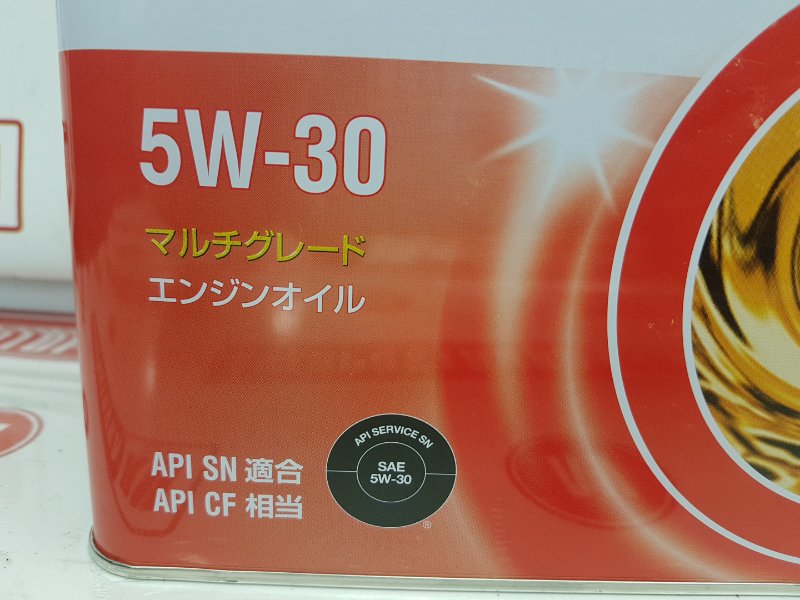 5W-30
マルチグレード
エンジンオイル
API SN 適合
API CF 相当
API SERVICE SN
SAE
5W-30
®